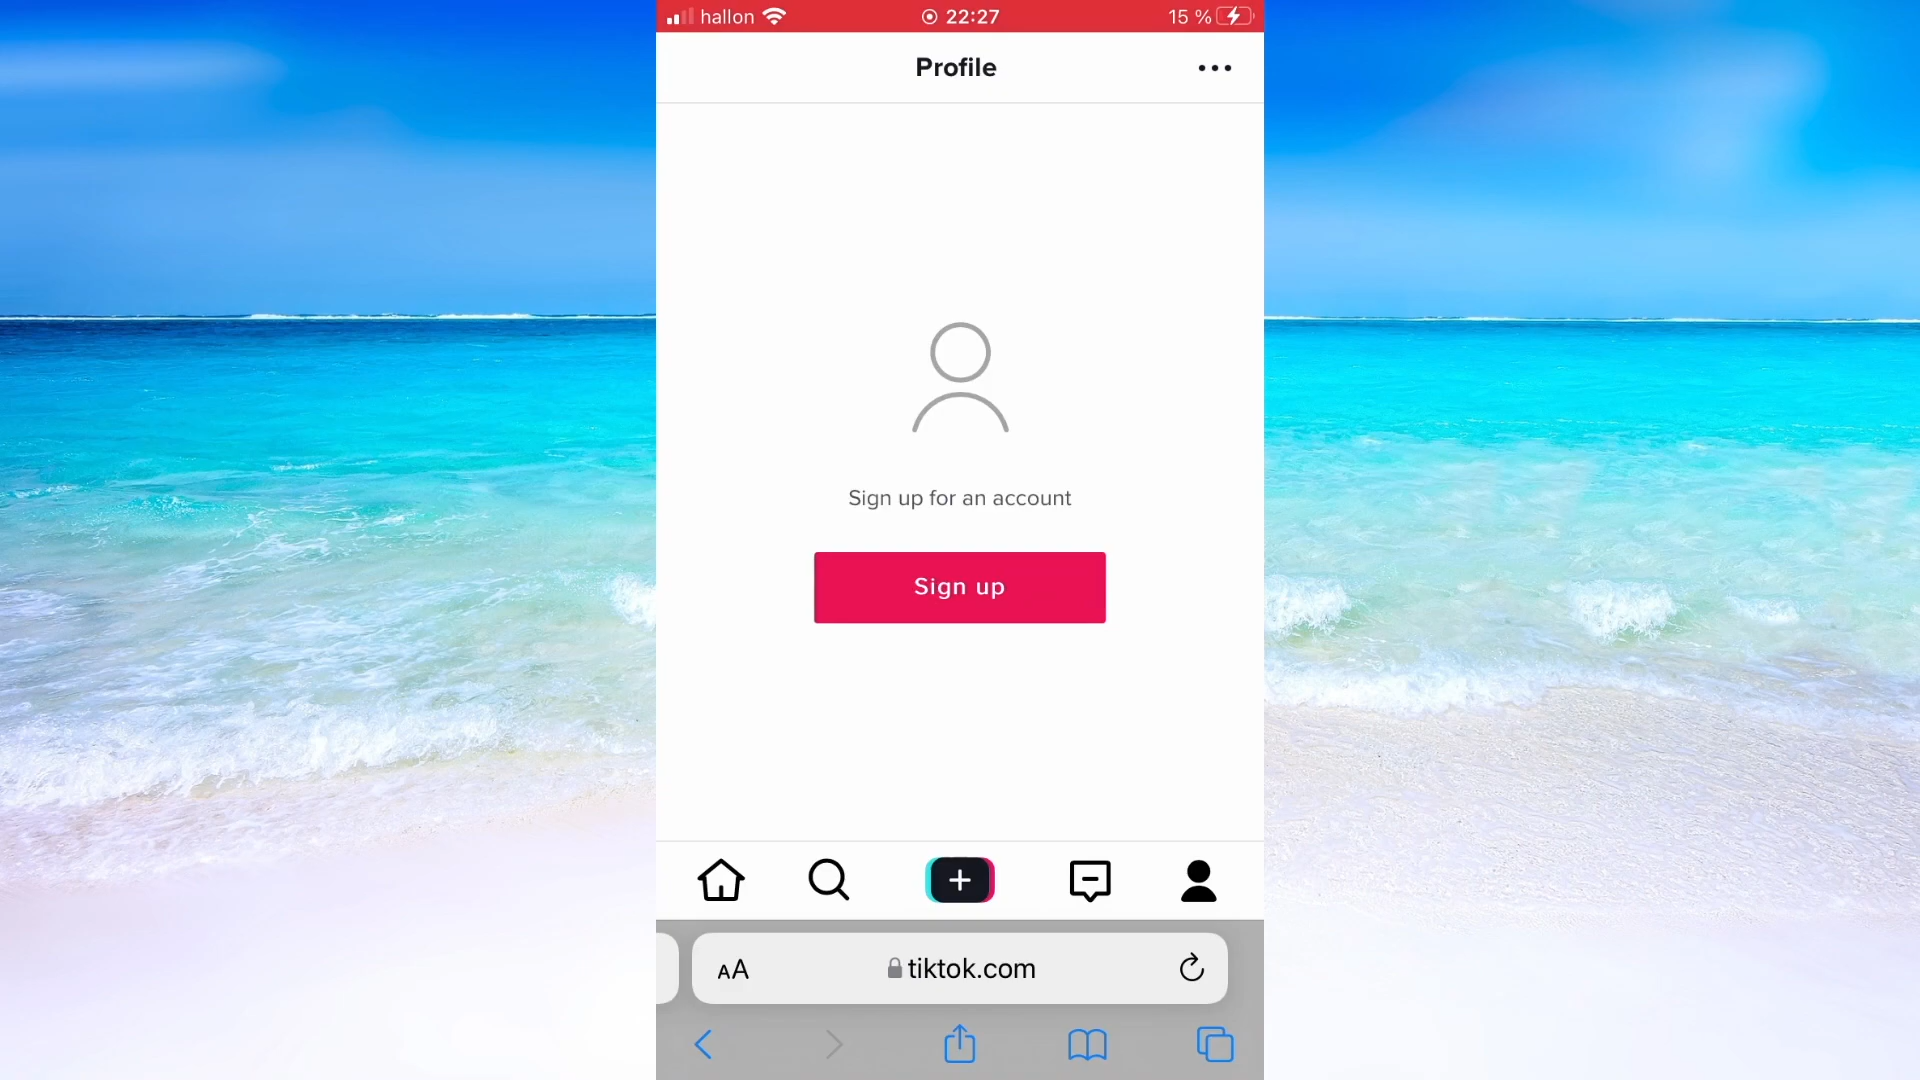 hallon 22:27 15 %
Profile
Sign up for an account
Sign up
AA tiktok.com